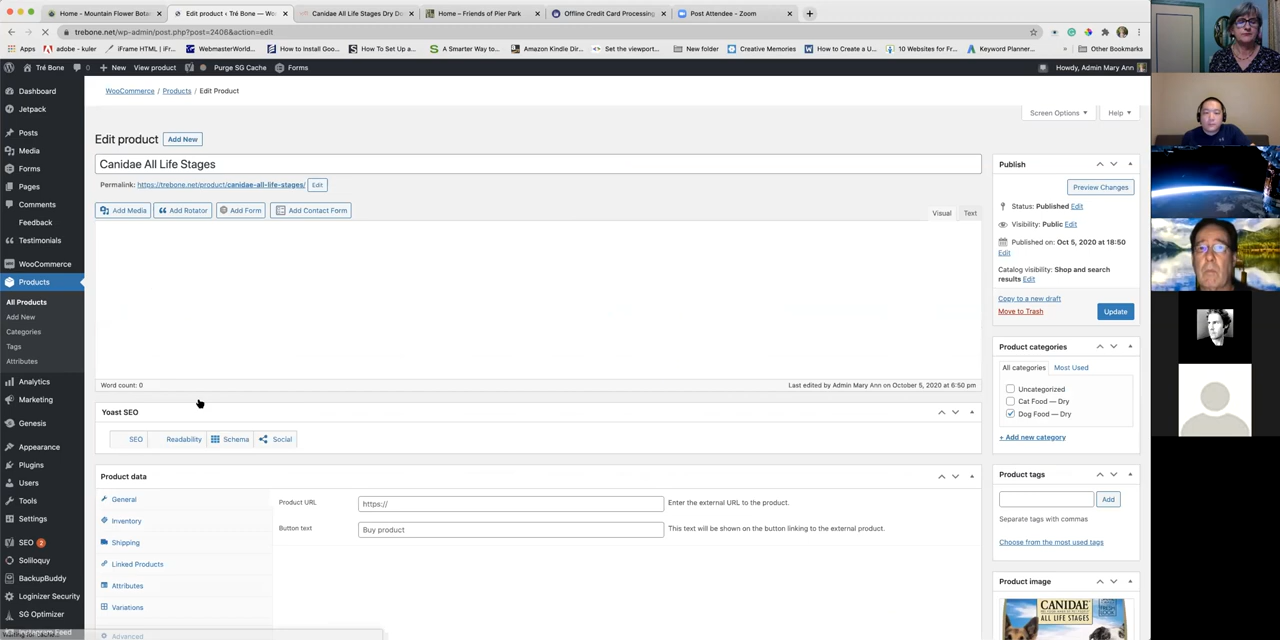 Home - Mountain Flower Botan
Edit product ‹ Tré Bone — Wo
Canidae All Life Stages Dry Do
Home – Friends of Pier Park
Offline Credit Card Processing
Post Attendee - Zoom
trebone.net/wp-admin/post.php?post=2406&action=edit
Apps
adobe - kuler
iFrame HTML | iFr...
WebmasterWorld...
How to Install Goo...
How To Set up a...
A Smarter Way to...
Amazon Kindle Dir...
Set the viewport...
New folder
Creative Memories
How to Create a U...
10 Websites for Fr...
Keyword Planner...
Other Bookmarks
Tré Bone
0
New
View product
Purge SG Cache
Forms
Howdy, Admin Mary Ann
Dashboard
Jetpack
Posts
Media
Forms
Pages
Comments
Feedback
Testimonials
WooCommerce
Products
All Products
Add New
Categories
Tags
Attributes
Analytics
Marketing
Genesis
Appearance
Plugins
Users
Tools
Settings
SEO 2
Soliloquy
BackupBuddy
Loginizer Security
SG Optimizer
Instagram Feed
WooCommerce / Products / Edit Product
Screen Options
Help
Edit product
Add New
Canidae All Life Stages
Permalink: https://trebone.net/product/canidae-all-life-stages/
Edit
Add Media
Add Rotator
Add Form
Add Contact Form
Visual
Text
Word count: 0
Last edited by Admin Mary Ann on October 5, 2020 at 6:50 pm
Yoast SEO
SEO
Readability
Schema
Social
Product data
General
Inventory
Shipping
Linked Products
Attributes
Variations
Advanced
Product URL
https://
Enter the external URL to the product.
Button text
Buy product
This text will be shown on the button linking to the external product.
Publish
Preview Changes
Status: Published Edit
Visibility: Public Edit
Published on: Oct 5, 2020 at 18:50
Edit
Catalog visibility: Shop and search
results Edit
Copy to a new draft
Move to Trash
Update
Product categories
All categories
Most Used
Uncategorized
Cat Food — Dry
Dog Food — Dry
+ Add new category
Product tags
Add
Separate tags with commas
Choose from the most used tags
Product image
CANIDAE
ALL LIFE STAGES